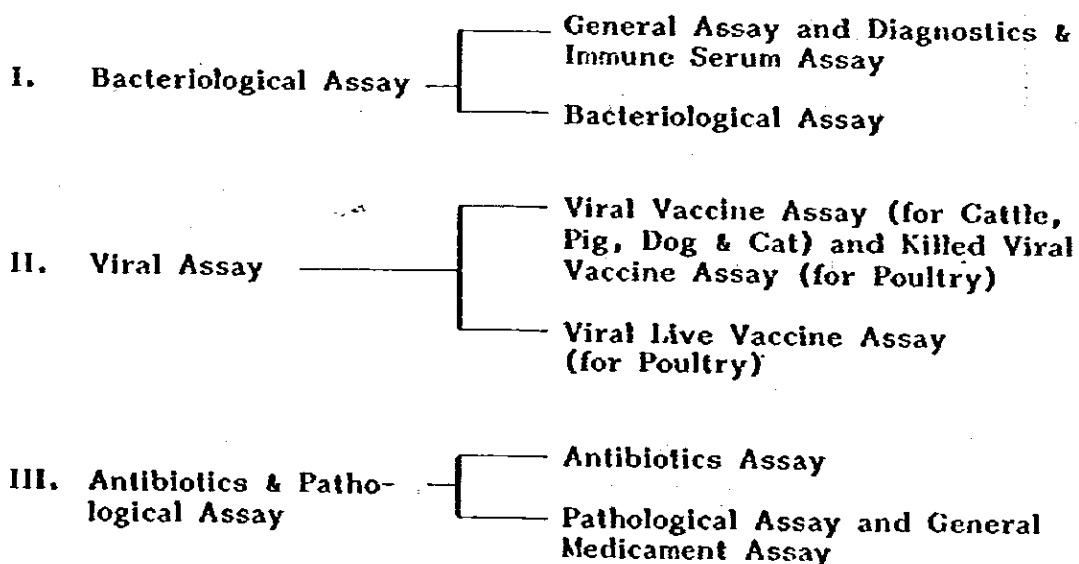 General Assay and Diagnostics &
Immune Serum Assay
I. Bacteriological Assay
Bacteriological Assay
Viral Vaccine Assay (for Cattle,
Pig, Dog & Cat) and Killed Viral
II. Viral Assay
Vaccine Assay (for Poultry)
Viral Live Vaccine Assay
(for Poultry)
Antibiotics Assay
III. Antibiotics & Patho-
logical Assay
Pathological Assay and General
Medicament Assay